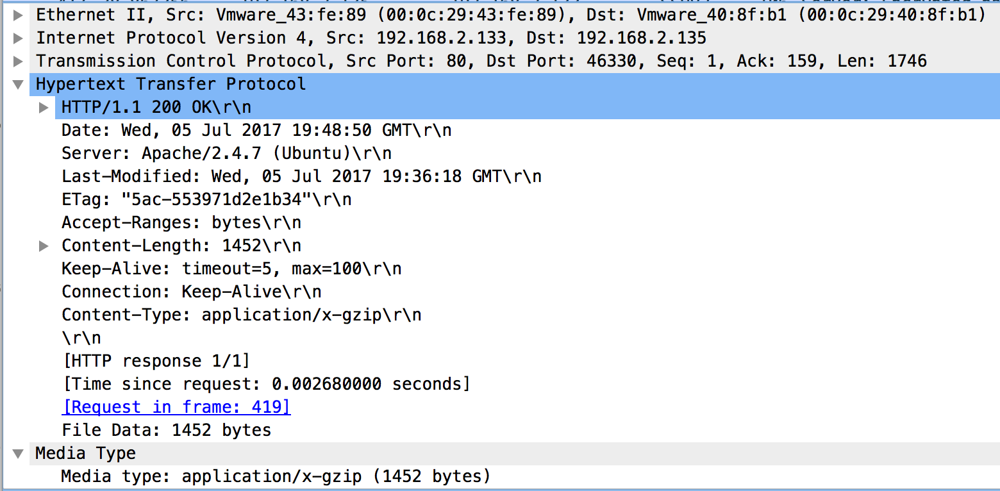 Ethernet II, Src: Vmware_43:fe:89 (00:0c:29:43:fe:89), Dst: Vmware_40:8f:b1 (00:0c:29:40:8f:b1)
Internet Protocol Version 4, Src: 192.168.2.133, Dst: 192.168.2.135
Transmission Control Protocol, Src Port: 80, Dst Port: 46330, Seq: 1, Ack: 159, Len: 1746
Hypertext Transfer Protocol
HTTP/1.1 200 OK\r\n
Date: Wed, 05 Jul 2017 19:48:50 GMT\r\n
Server: Apache/2.4.7 (Ubuntu)\r\n
Last-Modified: Wed, 05 Jul 2017 19:36:18 GMT\r\n
ETag: "5ac-553971d2e1b34"\r\n
Accept-Ranges: bytes\r\n
Content-Length: 1452\r\n
Keep-Alive: timeout=5, max=100\r\n
Connection: Keep-Alive\r\n
Content-Type: application/x-gzip\r\n
\r\n
[HTTP response 1/1]
[Time since request: 0.002680000 seconds]
[Request in frame: 419]
File Data: 1452 bytes
Media Type
Media type: application/x-gzip (1452 bytes)